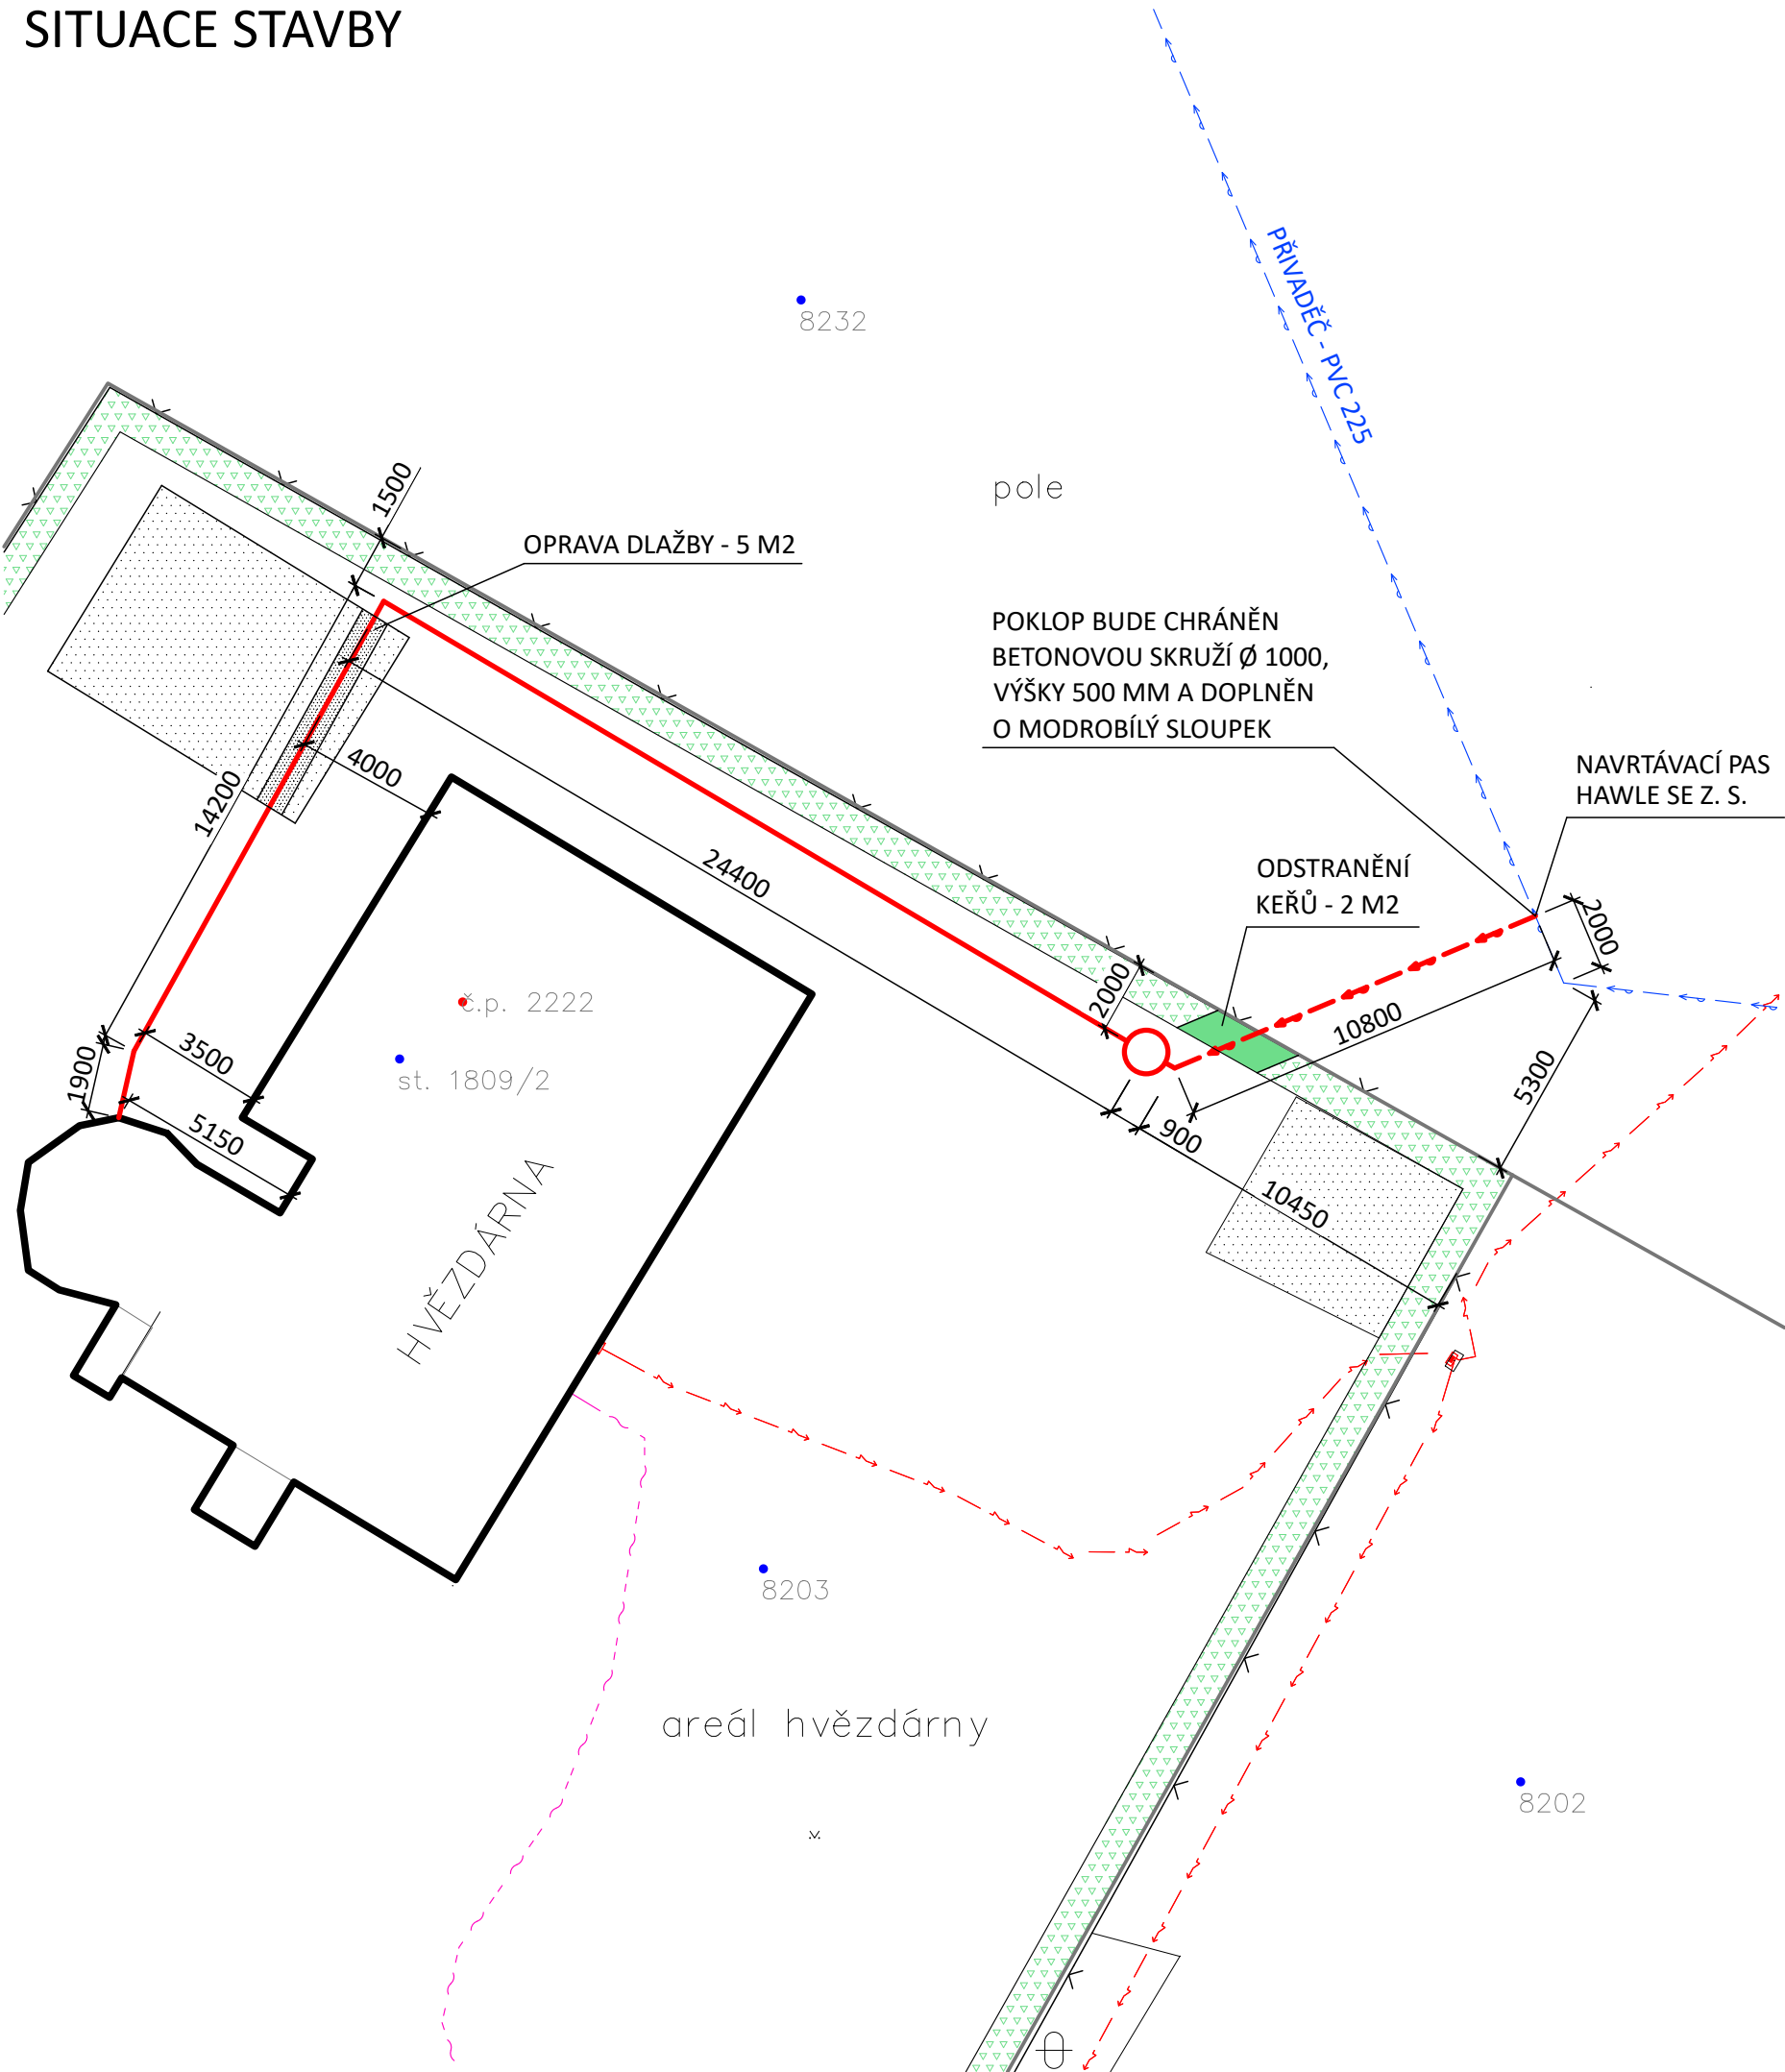 SITUACE STAVBY
PŘIVADĚČ - PVC 225
8232
pole
1500
OPRAVA DLAŽBY - 5 M2
POKLOP BUDE CHRÁNĚN
BETONOVOU SKRUŽÍ Ø 1000,
VÝŠKY 500 MM A DOPLNĚN
O MODROBÍLÝ SLOUPEK
NAVRTÁVACÍ PAS
HAWLE SE Z. S.
4000
14200
24400
ODSTRANĚNÍ
KEŘŮ - 2 M2
2000
2000
10800
č.p. 2222
st. 1809/2
3500
1900
5150
5300
900
10450
HVĚZDÁRNA
8203
areál hvězdárny
8202